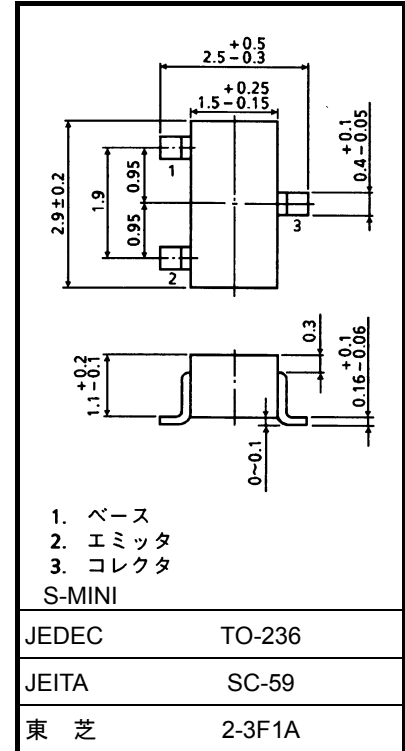 +0.5
2.5−0.3
+0.25
1.5−0.15
2.9±0.2
1.9
0.95
0.95
1
2
3
+0.1
0.4−0.05
+0.2
1.1−0.1
0.3
+0.1
0.16−0.06
0~0.1
1. ベース
2. エミッタ
3. コレクタ
S-MINI
JEDEC TO-236
JEITA SC-59
東 芝 2-3F1A